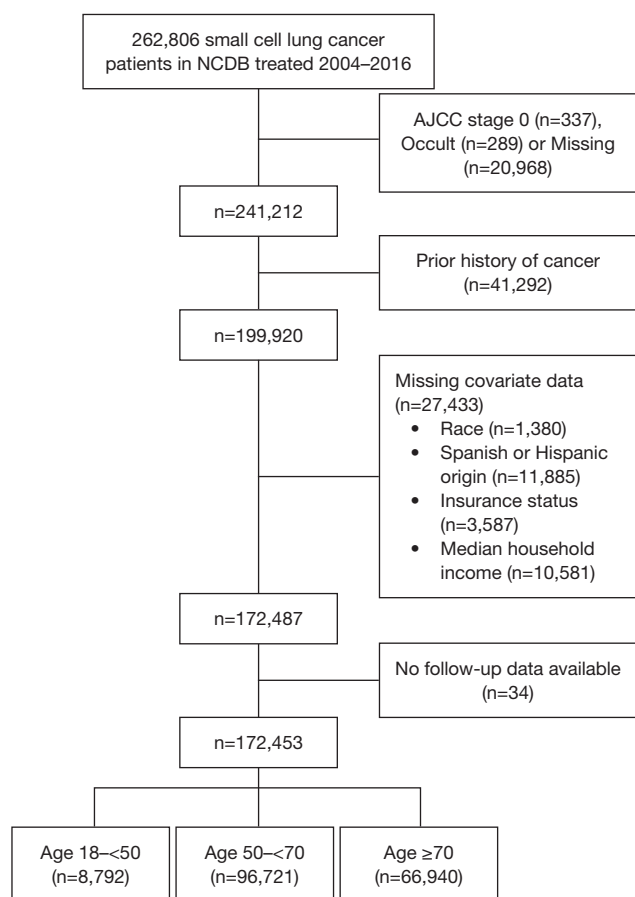 262,806 small cell lung cancer
patients in NCDB treated 2004–2016
AJCC stage 0 (n=337),
Occult (n=289) or Missing
(n=20,968)
n=241,212
Prior history of cancer
(n=41,292)
n=199,920
Missing covariate data
(n=27,433)
• Race (n=1,380)
• Spanish or Hispanic
origin (n=11,885)
• Insurance status
(n=3,587)
• Median household
income (n=10,581)
n=172,487
No follow-up data available
(n=34)
n=172,453
Age 18–<50
(n=8,792)
Age 50–<70
(n=96,721)
Age ≥70
(n=66,940)